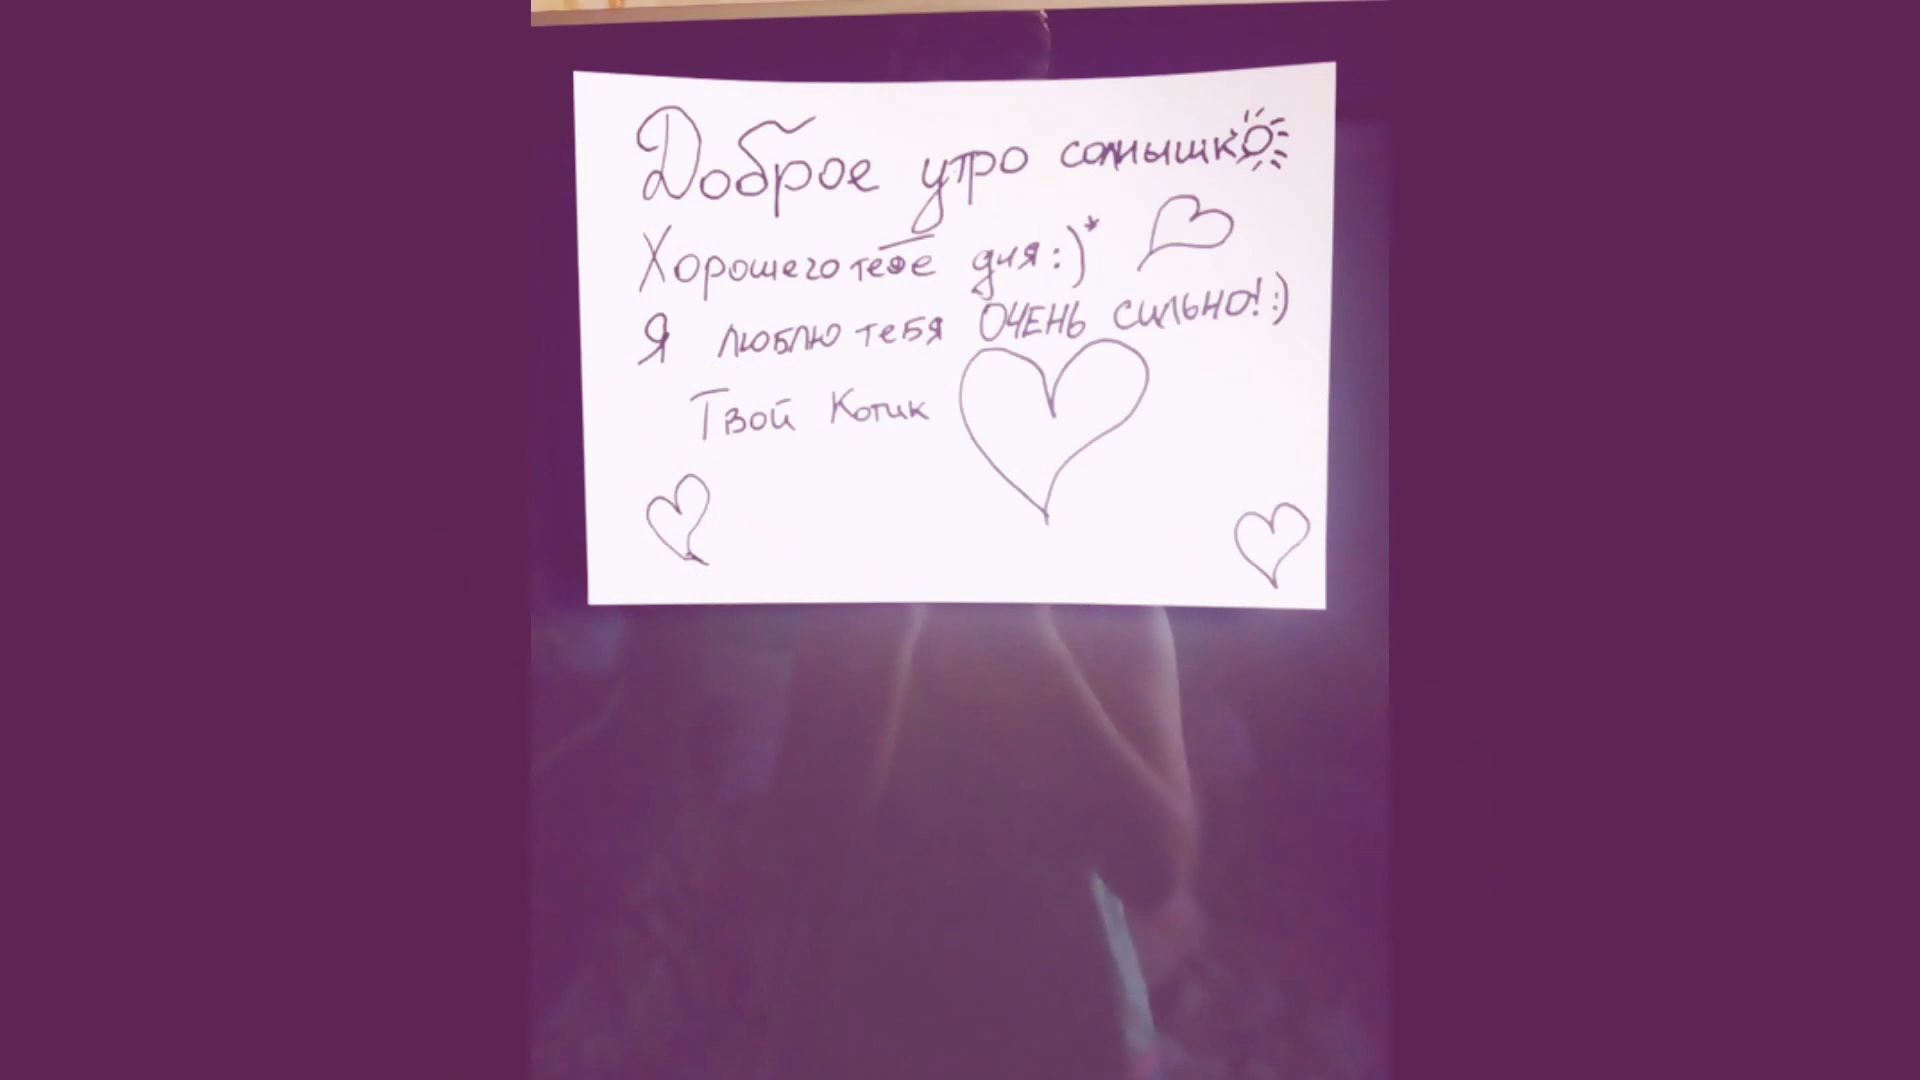 Доброе утро солнышко
Хорошего тебе дня:)*
Я люблю тебя ОЧЕНЬ СИЛЬНО! :)
Твой Котик